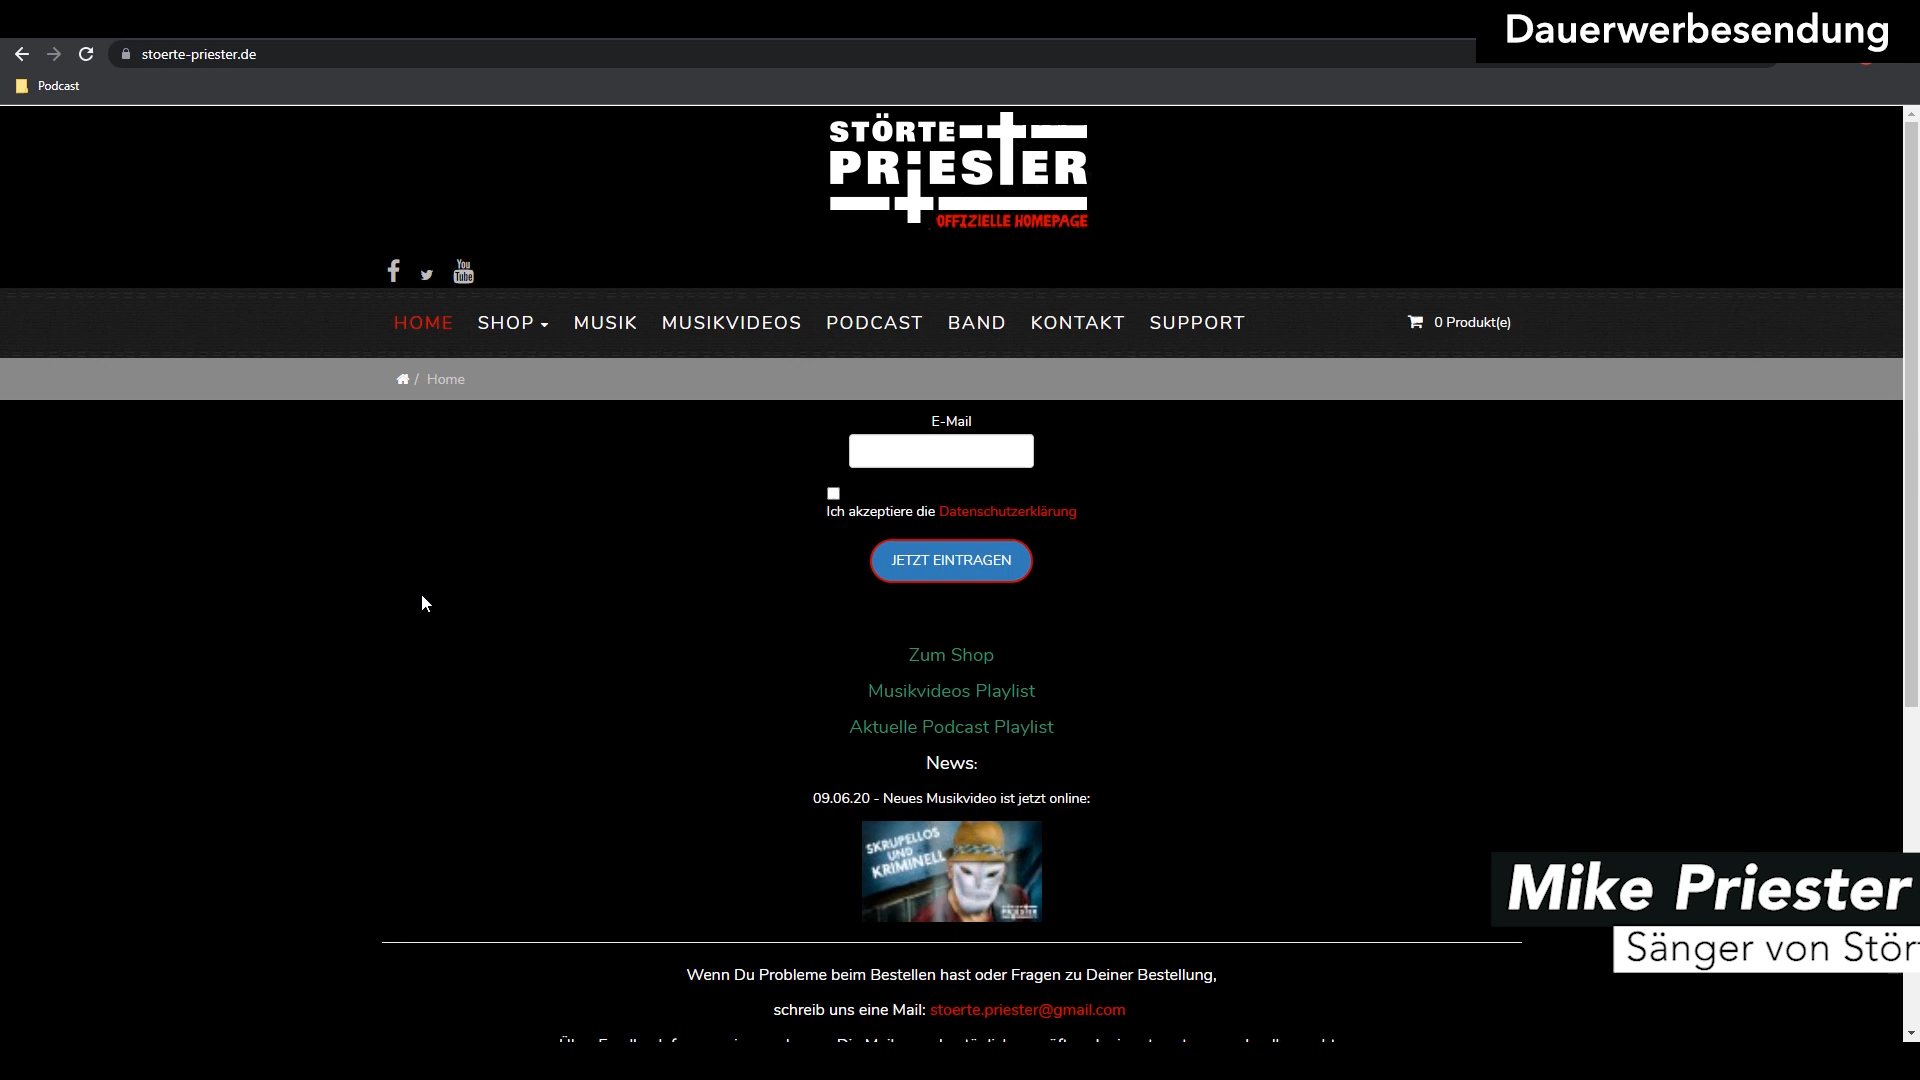 Dauerwerbesendung
stoerte-priester.de
Podcast
STÖRTE
PRIESTER
OFFIZIELLE HOMEPAGE
You
Tube
HOME SHOP MUSIK MUSIKVIDEOS PODCAST BAND KONTAKT SUPPORT 0 Produkt(e)
/ Home
E-Mail
Ich akzeptiere die Datenschutzerklärung
JETZT EINTRAGEN
Zum Shop
Musikvideos Playlist
Aktuelle Podcast Playlist
News:
09.06.20 - Neues Musikvideo ist jetzt online:
SKRUPELLOS
UND
KRIMINELL
PRIESTER
Mike Priester
Sänger von Stör
Wenn Du Probleme beim Bestellen hast oder Fragen zu Deiner Bestellung,
schreib uns eine Mail: stoerte.priester@gmail.com